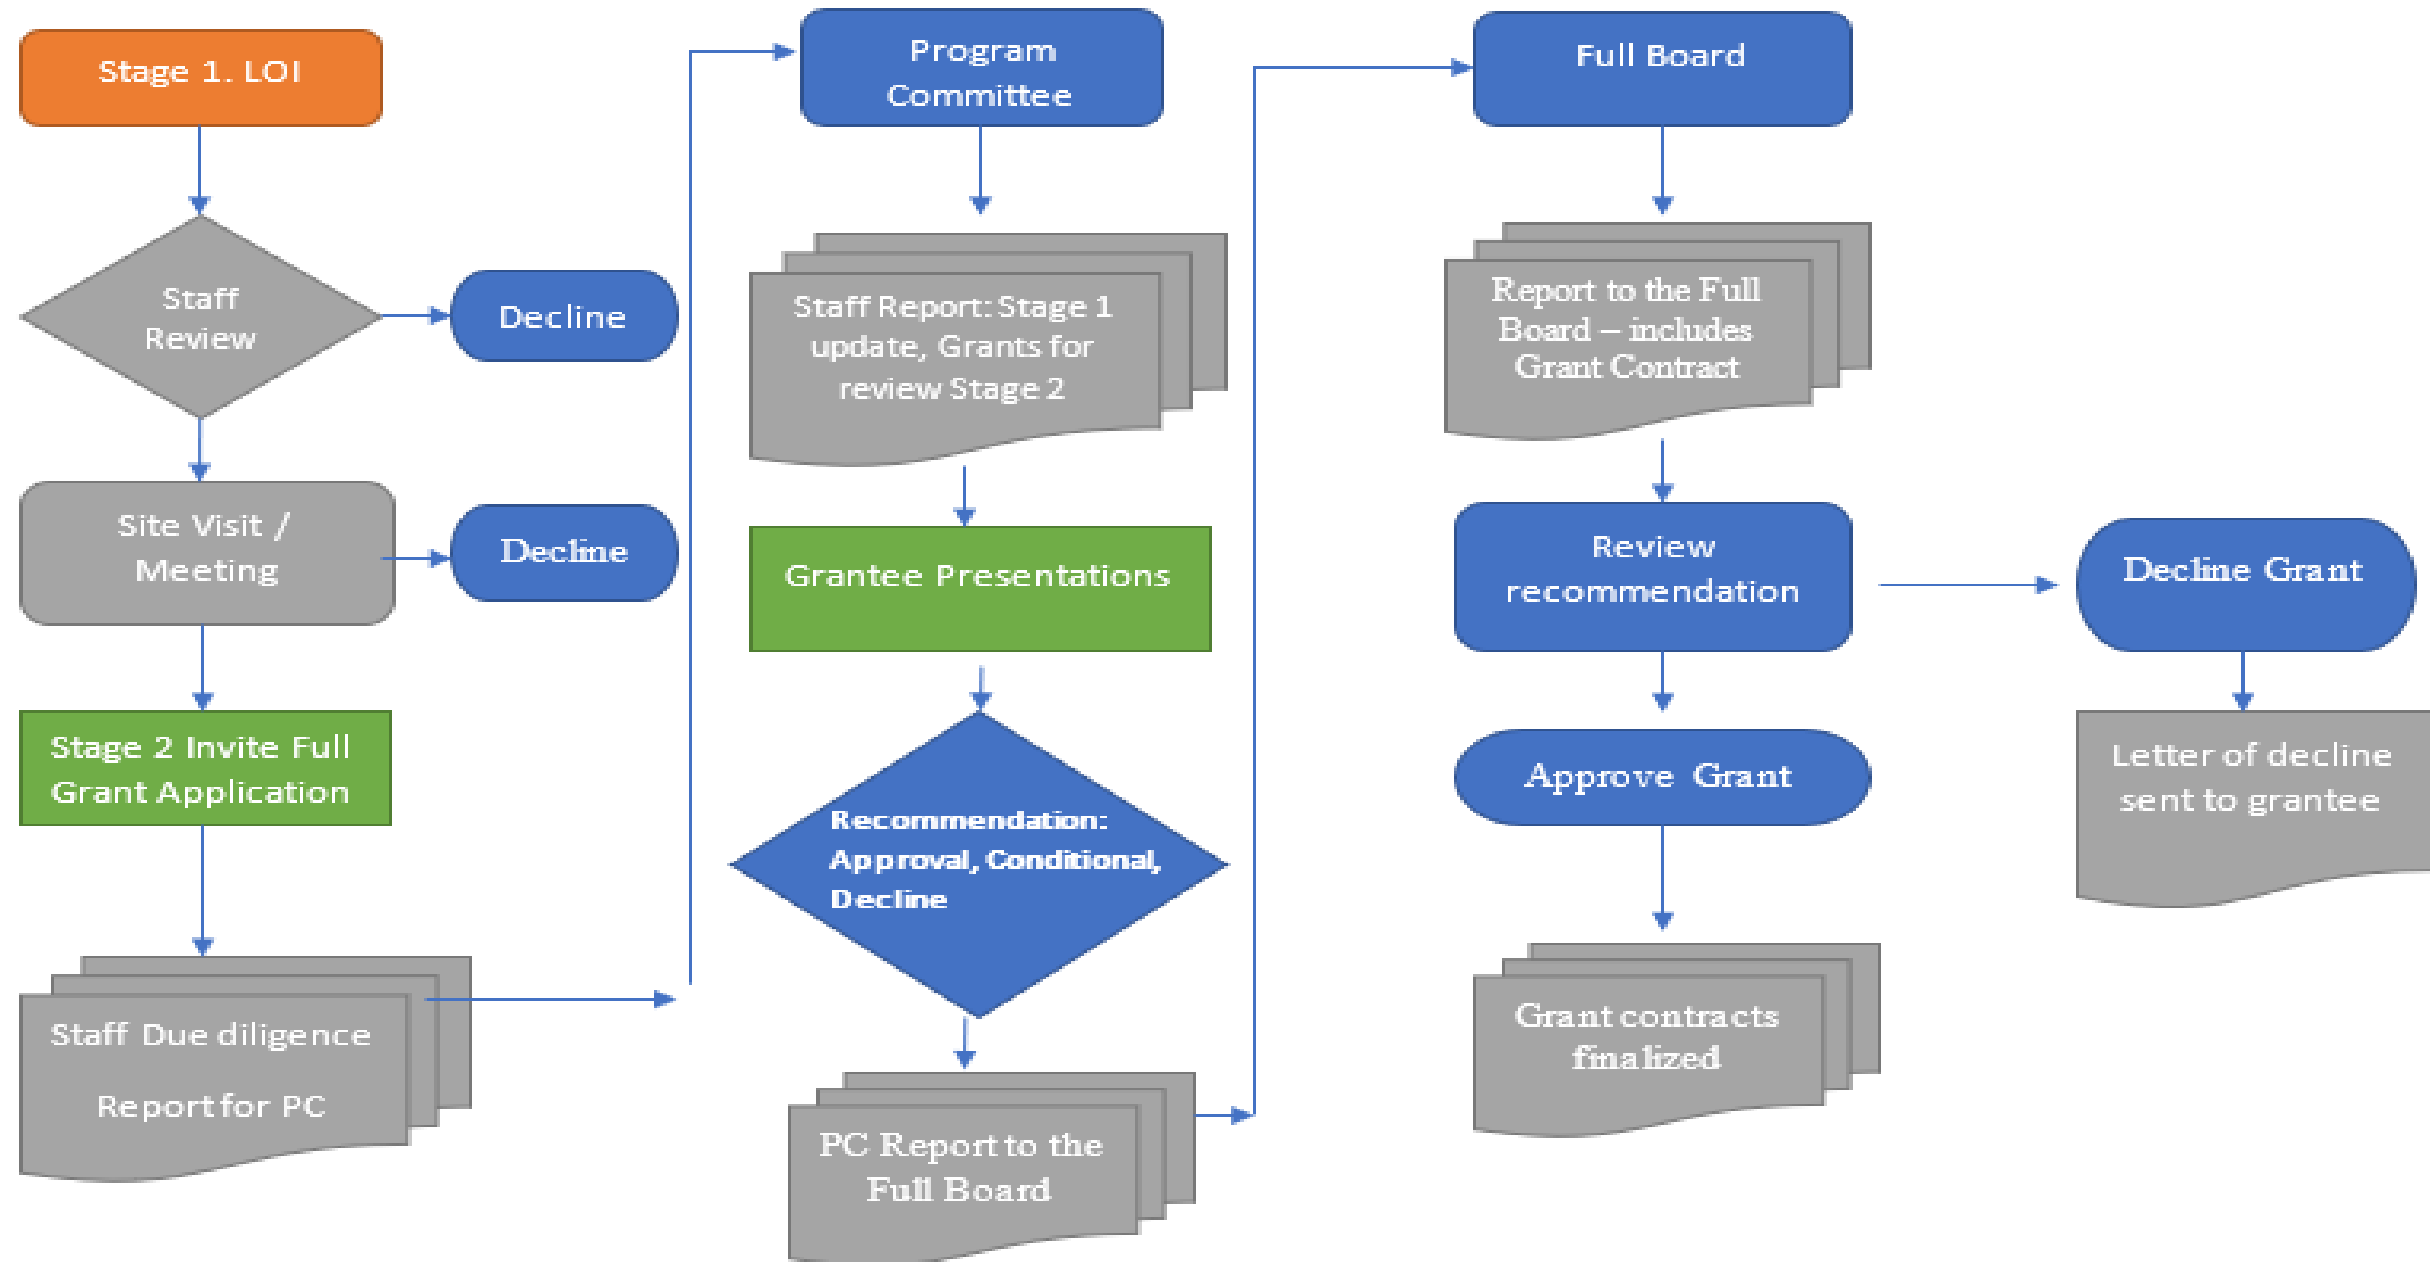 Stage 1. LOI
Staff
Review
Decline
Site Visit /
Meeting
Decline
Stage 2 Invite Full
Grant Application
Staff Due diligence
Report for PC
Program
Committee
Staff Report: Stage 1
update, Grants for
review Stage 2
Grantee Presentations
Recommendation:
Approval, Conditional,
Decline
PC Report to the
Full Board
Full Board
Report to the Full
Board – includes
Grant Contract
Review
recommendation
Approve Grant
Grant contracts
finalized
Decline Grant
Letter of decline
sent to grantee